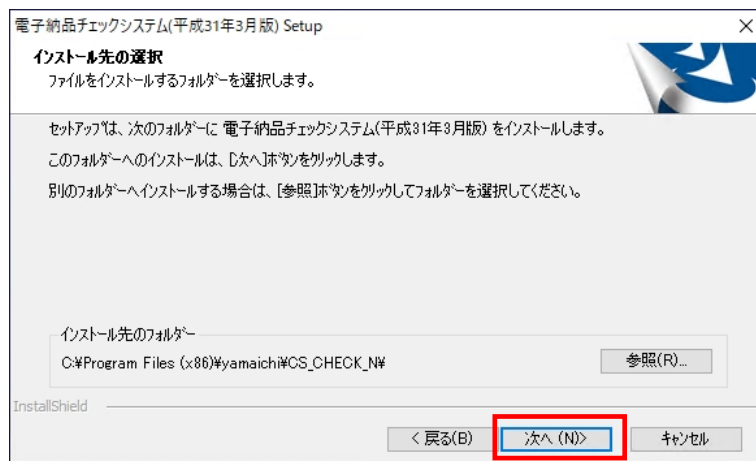 電子納品チェックシステム(平成31年3月版) Setup
インストール先の選択
ファイルをインストールするフォルダーを選択します。
セットアップは、次のフォルダーに 電子納品チェックシステム(平成31年3月版) をインストールします。
このフォルダーへのインストールは、[次へ]ボタンをクリックします。
別のフォルダーへインストールする場合は、[参照]ボタンをクリックしてフォルダーを選択してください。
インストール先のフォルダー
C:¥Program Files (x86)¥yamaichi¥CS_CHECK_N¥
参照(R)...
InstallShield
< 戻る(B)
次へ (N)>
キャンセル